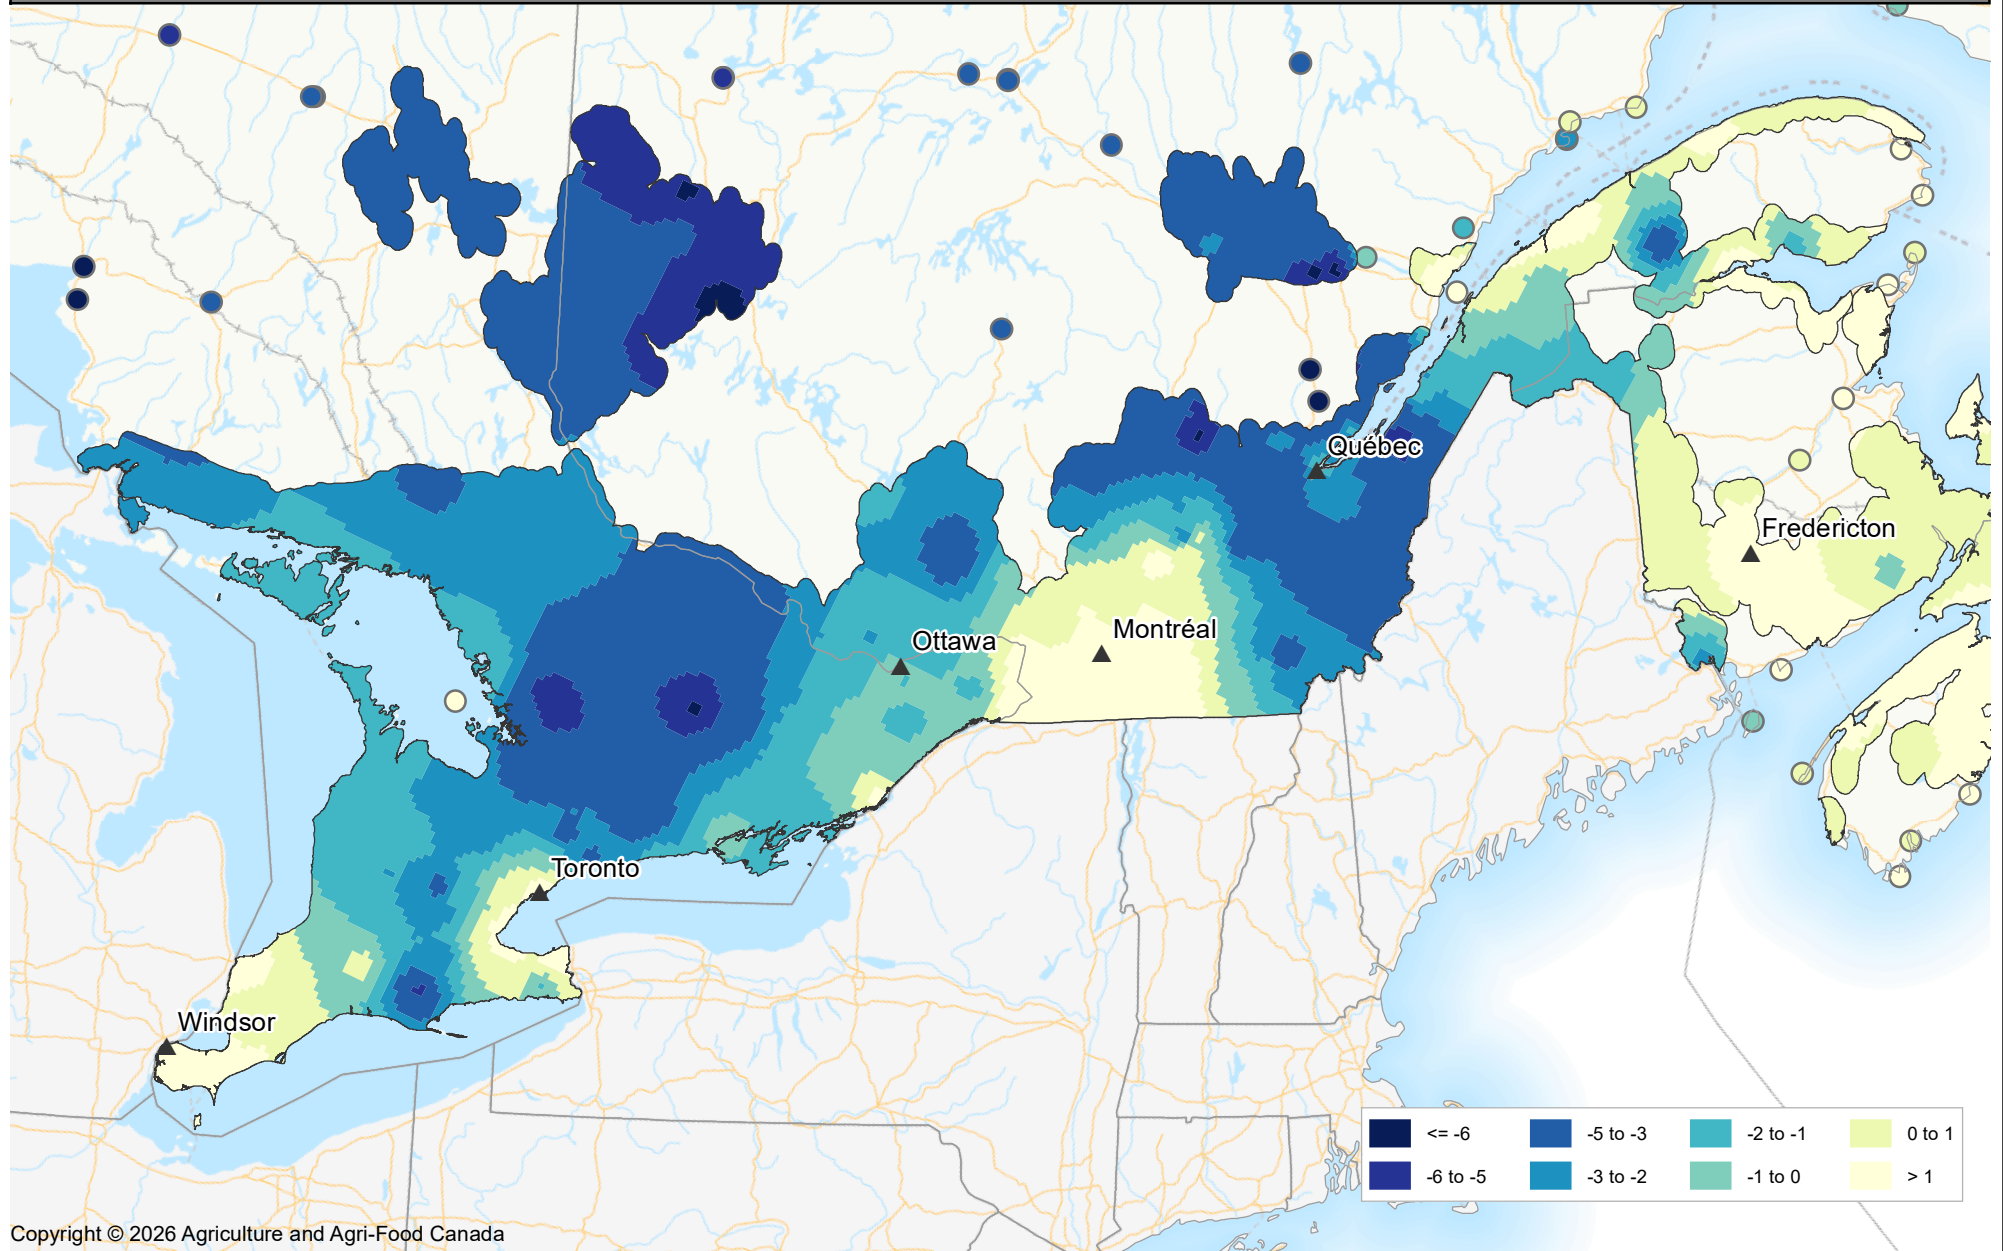 Québec
Fredericton
Montréal
Ottawa
Toronto
Windsor
<= -6
-5 to -3
-2 to -1
0 to 1
-6 to -5
-3 to -2
-1 to 0
> 1
Copyright © 2026 Agriculture and Agri-Food Canada